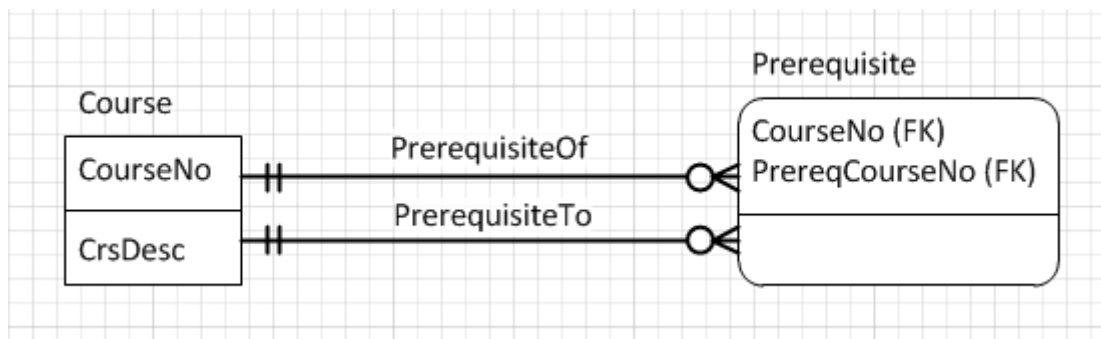 Course
CourseNo
CrsDesc
PrerequisiteOf
PrerequisiteTo
Prerequisite
CourseNo (FK)
PrereqCourseNo (FK)